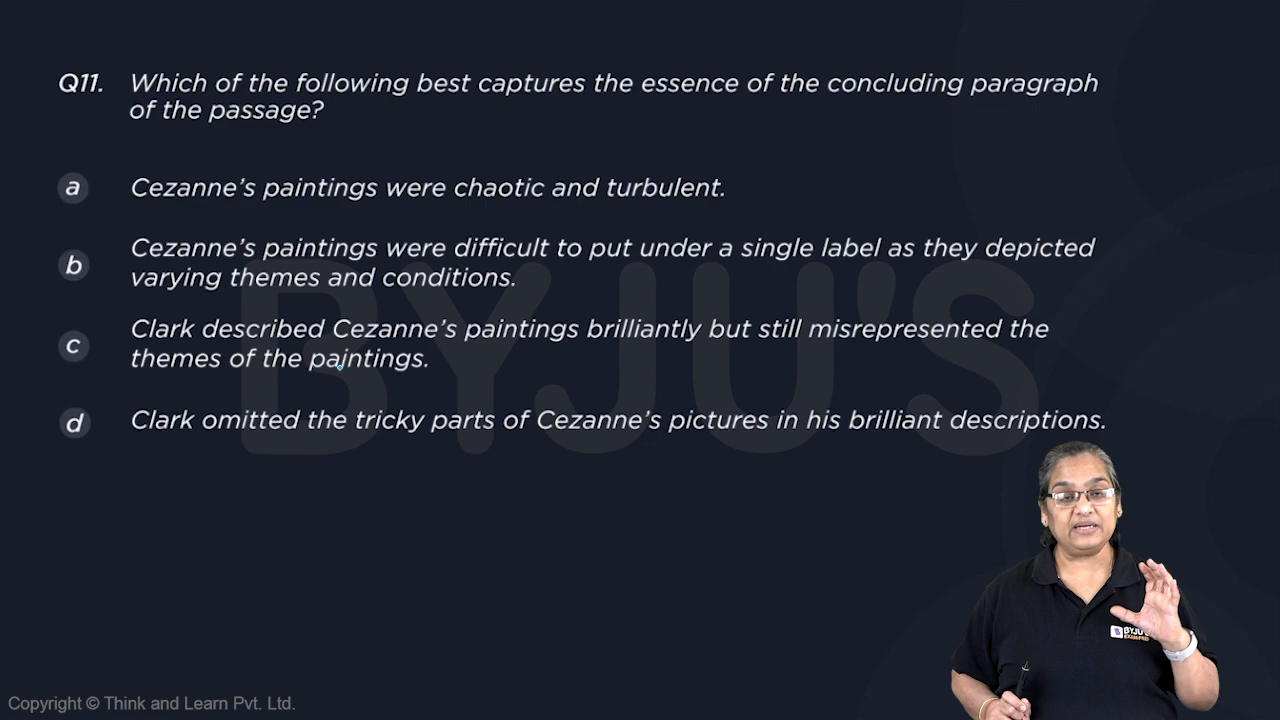 Q11. Which of the following best captures the essence of the concluding paragraph
of the passage?
a Cezanne's paintings were chaotic and turbulent.
b Cezanne's paintings were difficult to put under a single label as they depicted
varying themes and conditions.
c Clark described Cezanne's paintings brilliantly but still misrepresented the
themes of the paintings.
d Clark omitted the tricky parts of Cezanne's pictures in his brilliant descriptions.
BYJU'S
BYJU'S
EXAM PREP
Copyright © Think and Learn Pvt. Ltd.